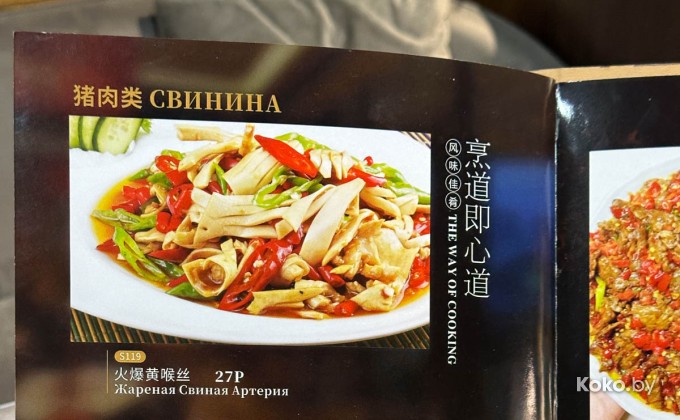 猪肉类 СВИНИНА
烹道即心道
风味佳肴 THE WAY OF COOKING
S119
火爆黄喉丝 27Р
Жареная Свиная Артерия
Koko.by